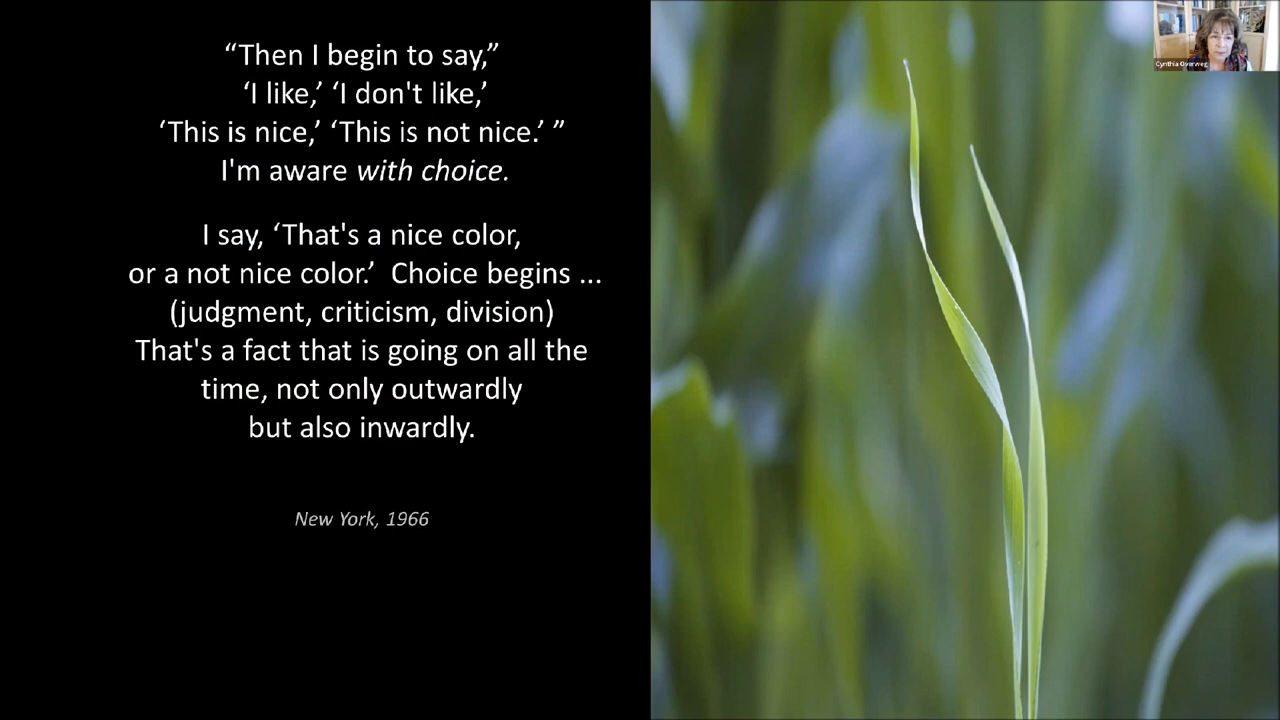 “Then I begin to say,”
‘I like,’ ‘I don't like,’
‘This is nice,’ ‘This is not nice.’ ”
I'm aware with choice.
I say, ‘That's a nice color,
or a not nice color.’ Choice begins ...
(judgment, criticism, division)
That's a fact that is going on all the
time, not only outwardly
but also inwardly.
New York, 1966
Cynthia Overweg